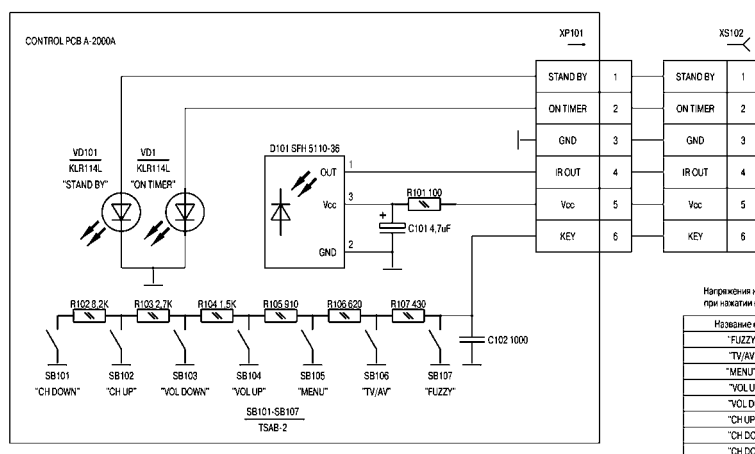 CONTROL PCB A-2000A
XP101
XS102
STAND BY 1 STAND BY 1
ON TIMER 2 ON TIMER 2
GND 3 GND 3
IR OUT 4 IR OUT 4
Vcc 5 Vcc 5
KEY 6 KEY 6
VD101
KLR114L
"STAND BY"
VD1
KLR114L
"ON TIMER"
D101 SFH 5110-36
OUT 1
Vcc 3
GND 2
R101 100
+
C101 4,7uF
R102 8,2K R103 2,7K R104 1,5K R105 910 R106 620 R107 430
C102 1000
SB101 SB102 SB103 SB104 SB105 SB106 SB107
"CH DOWN" "CH UP" "VOL DOWN" "VOL UP" "MENU" "TV/AV" "FUZZY"
SB101-SB107
TSAB-2
Напряжения
при нажатии
Название
"FUZZY
"TV/AV
"MENU"
"VOL U
"VOL D
"CH UP
"CH DO
"CH DO